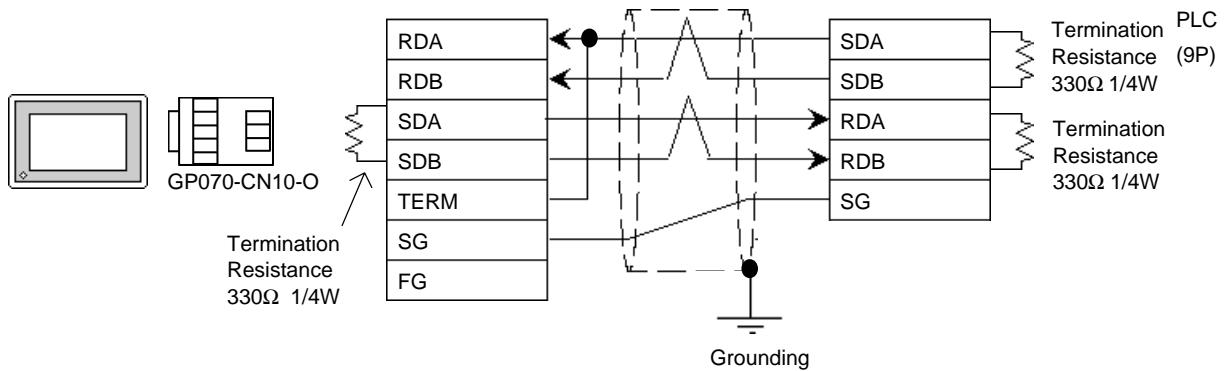 GP070-CN10-O
Termination
Resistance
330Ω 1/4W
RDA
RDB
SDA
SDB
TERM
SG
FG
SDA
SDB
RDA
RDB
SG
Termination
Resistance
330Ω 1/4W
PLC
(9P)
Termination
Resistance
330Ω 1/4W
Grounding